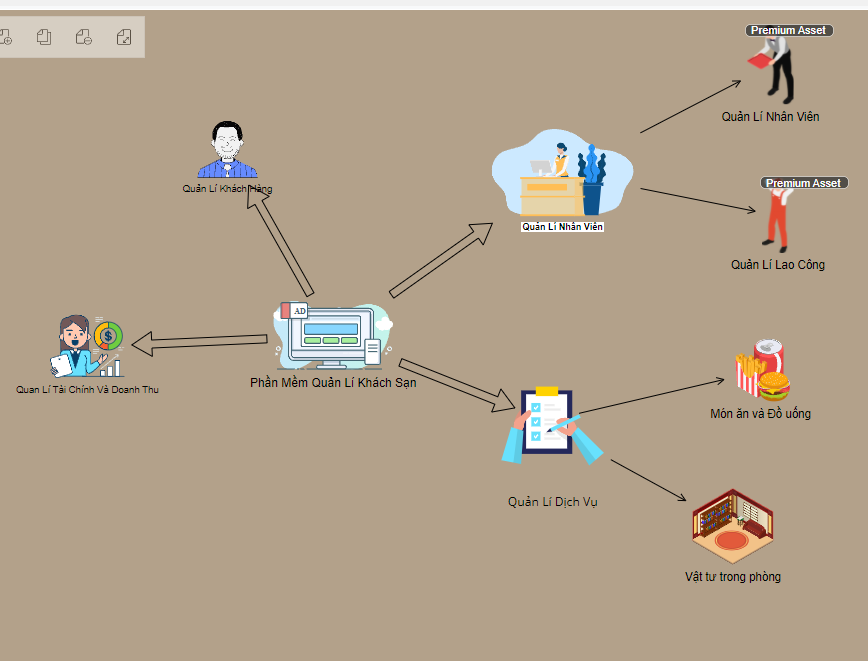 Premium Asset
Quản Lí Nhân Viên
Quản Lí Khách Hàng
Premium Asset
Quản Lí Nhân Viên
Quản Lí Lao Công
AD
Quan Lí Tài Chính Và Doanh Thu
Phần Mềm Quản Lí Khách Sạn
Món ăn và Đồ uống
Quản Lí Dịch Vụ
Vật tư trong phòng